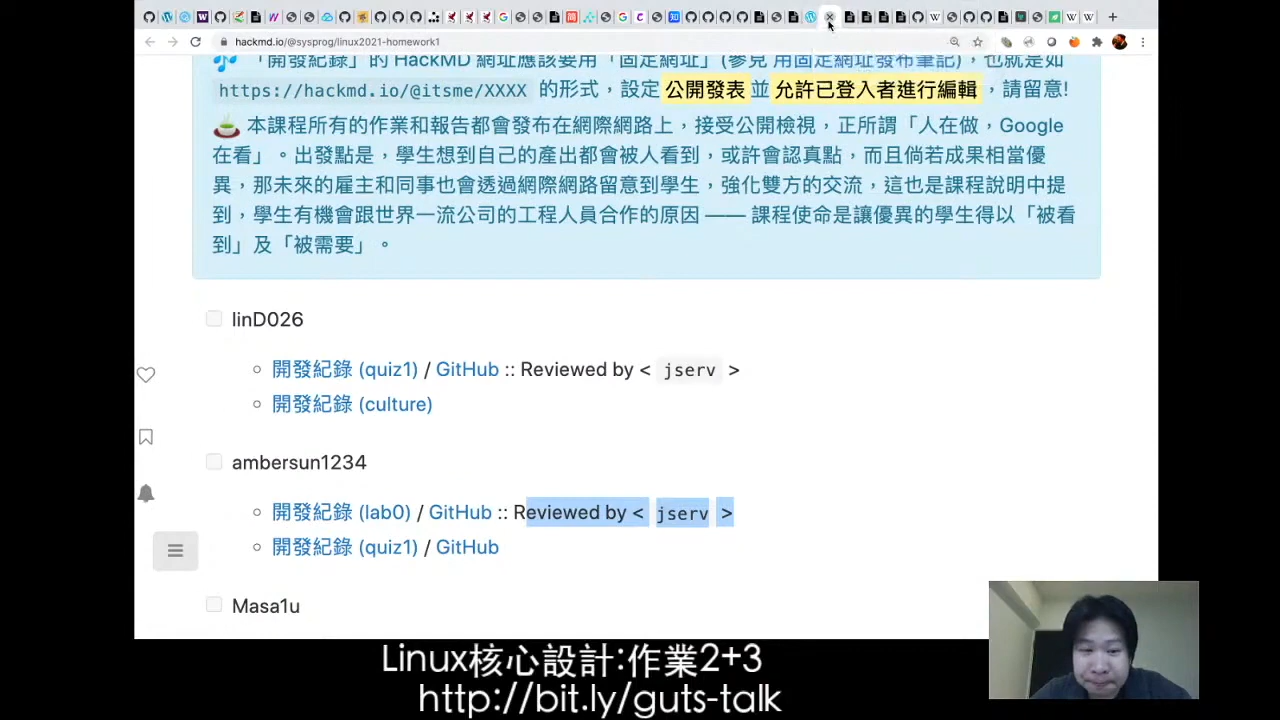 hackmd.io/@sysprog/linux2021-homework1
「開發紀錄」的 HackMD 網址應該要用「固定網址」(參見 用固定網址發布筆記)，也就是如
https://hackmd.io/@itsme/XXXX 的形式，設定 公開發表 並 允許已登入者進行編輯 ，請留意!
本課程所有的作業和報告都會發布在網際網路上，接受公開檢視，正所謂「人在做，Google
在看」。出發點是，學生想到自己的產出都會被人看到，或許會認真點，而且倘若成果相當優
異，那未來的雇主和同事也會透過網際網路留意到學生，強化雙方的交流，這也是課程說明中提
到，學生有機會跟世界一流公司的工程人員合作的原因 —— 課程使命是讓優異的學生得以「被看
到」及「被需要」。
linD026
開發紀錄 (quiz1) / GitHub :: Reviewed by < jserv >
開發紀錄 (culture)
ambersun1234
開發紀錄 (lab0) / GitHub :: Reviewed by < jserv >
開發紀錄 (quiz1) / GitHub
Masa1u
Linux核心設計:作業2+3
http://bit.ly/guts-talk